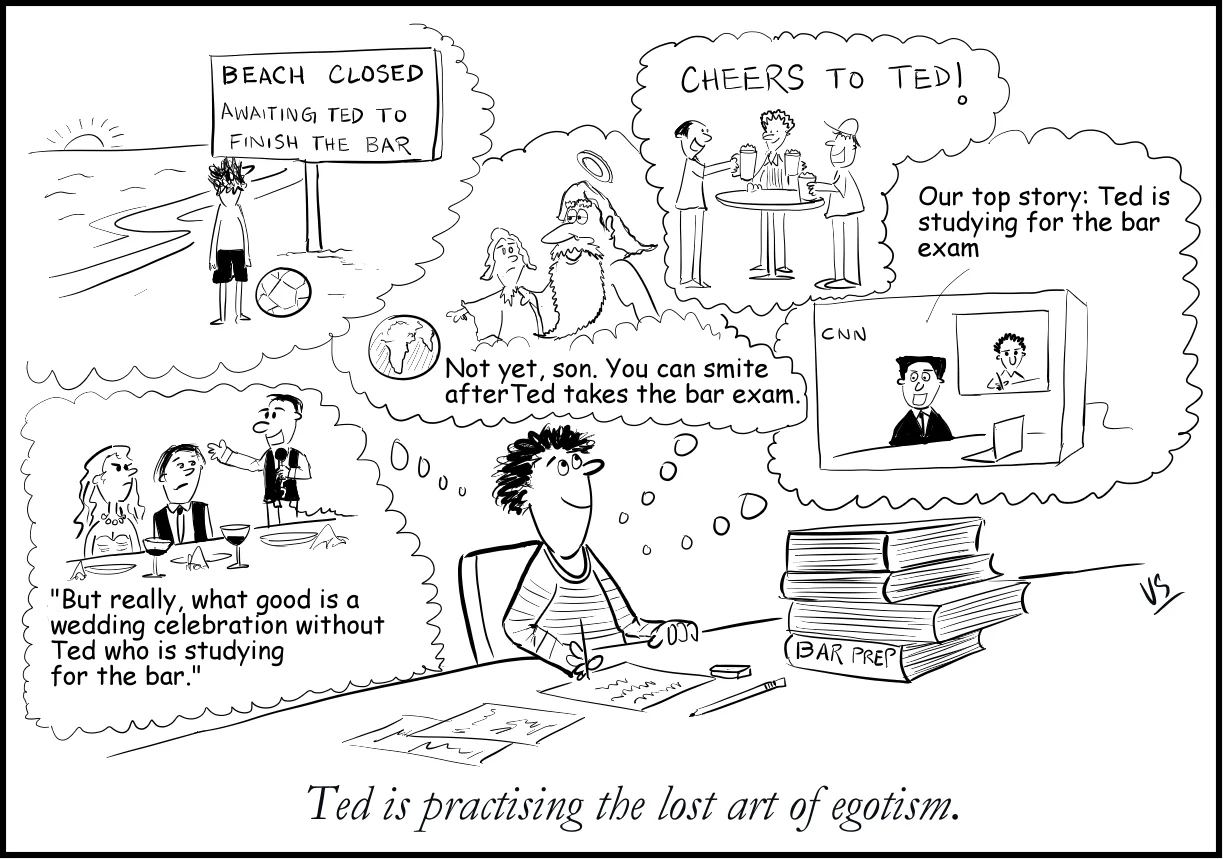 BEACH CLOSED
AWAITING TED TO
FINISH THE BAR
CHEERS TO TED!
Our top story: Ted is
studying for the bar
exam
CNN
Not yet, son. You can smite
afterTed takes the bar exam.
"But really, what good is a
wedding celebration without
Ted who is studying
for the bar."
BAR PREP
VS
Ted is practising the lost art of egotism.